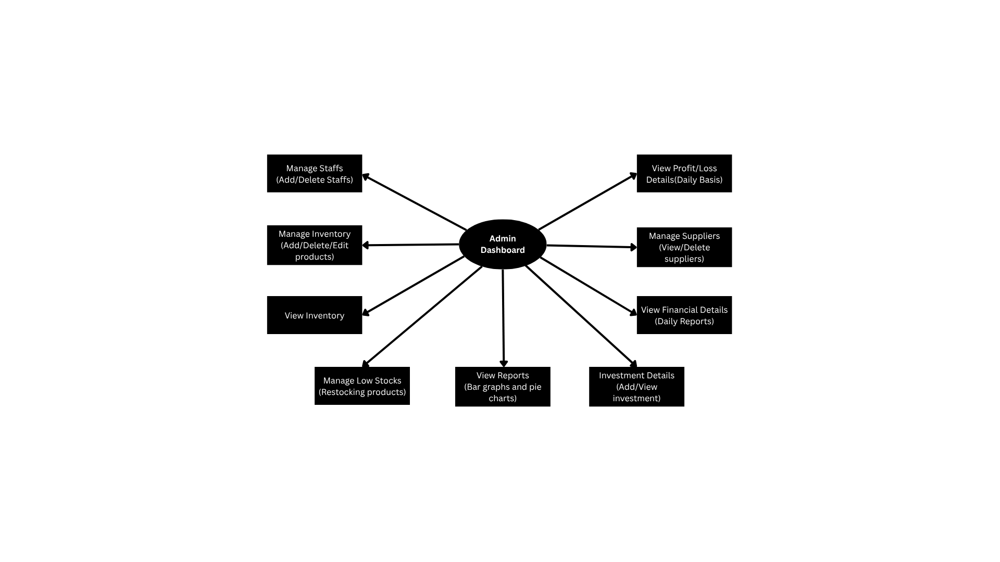 Manage Staffs
(Add/Delete Staffs)
View Profit/Loss
Details(Daily Basis)
Manage Inventory
(Add/Delete/Edit
products)
Admin
Dashboard
Manage Suppliers
(View/Delete
suppliers)
View Inventory
View Financial Details
(Daily Reports)
Manage Low Stocks
(Restocking products)
View Reports
(Bar graphs and pie
charts)
Investment Details
(Add/View
investment)